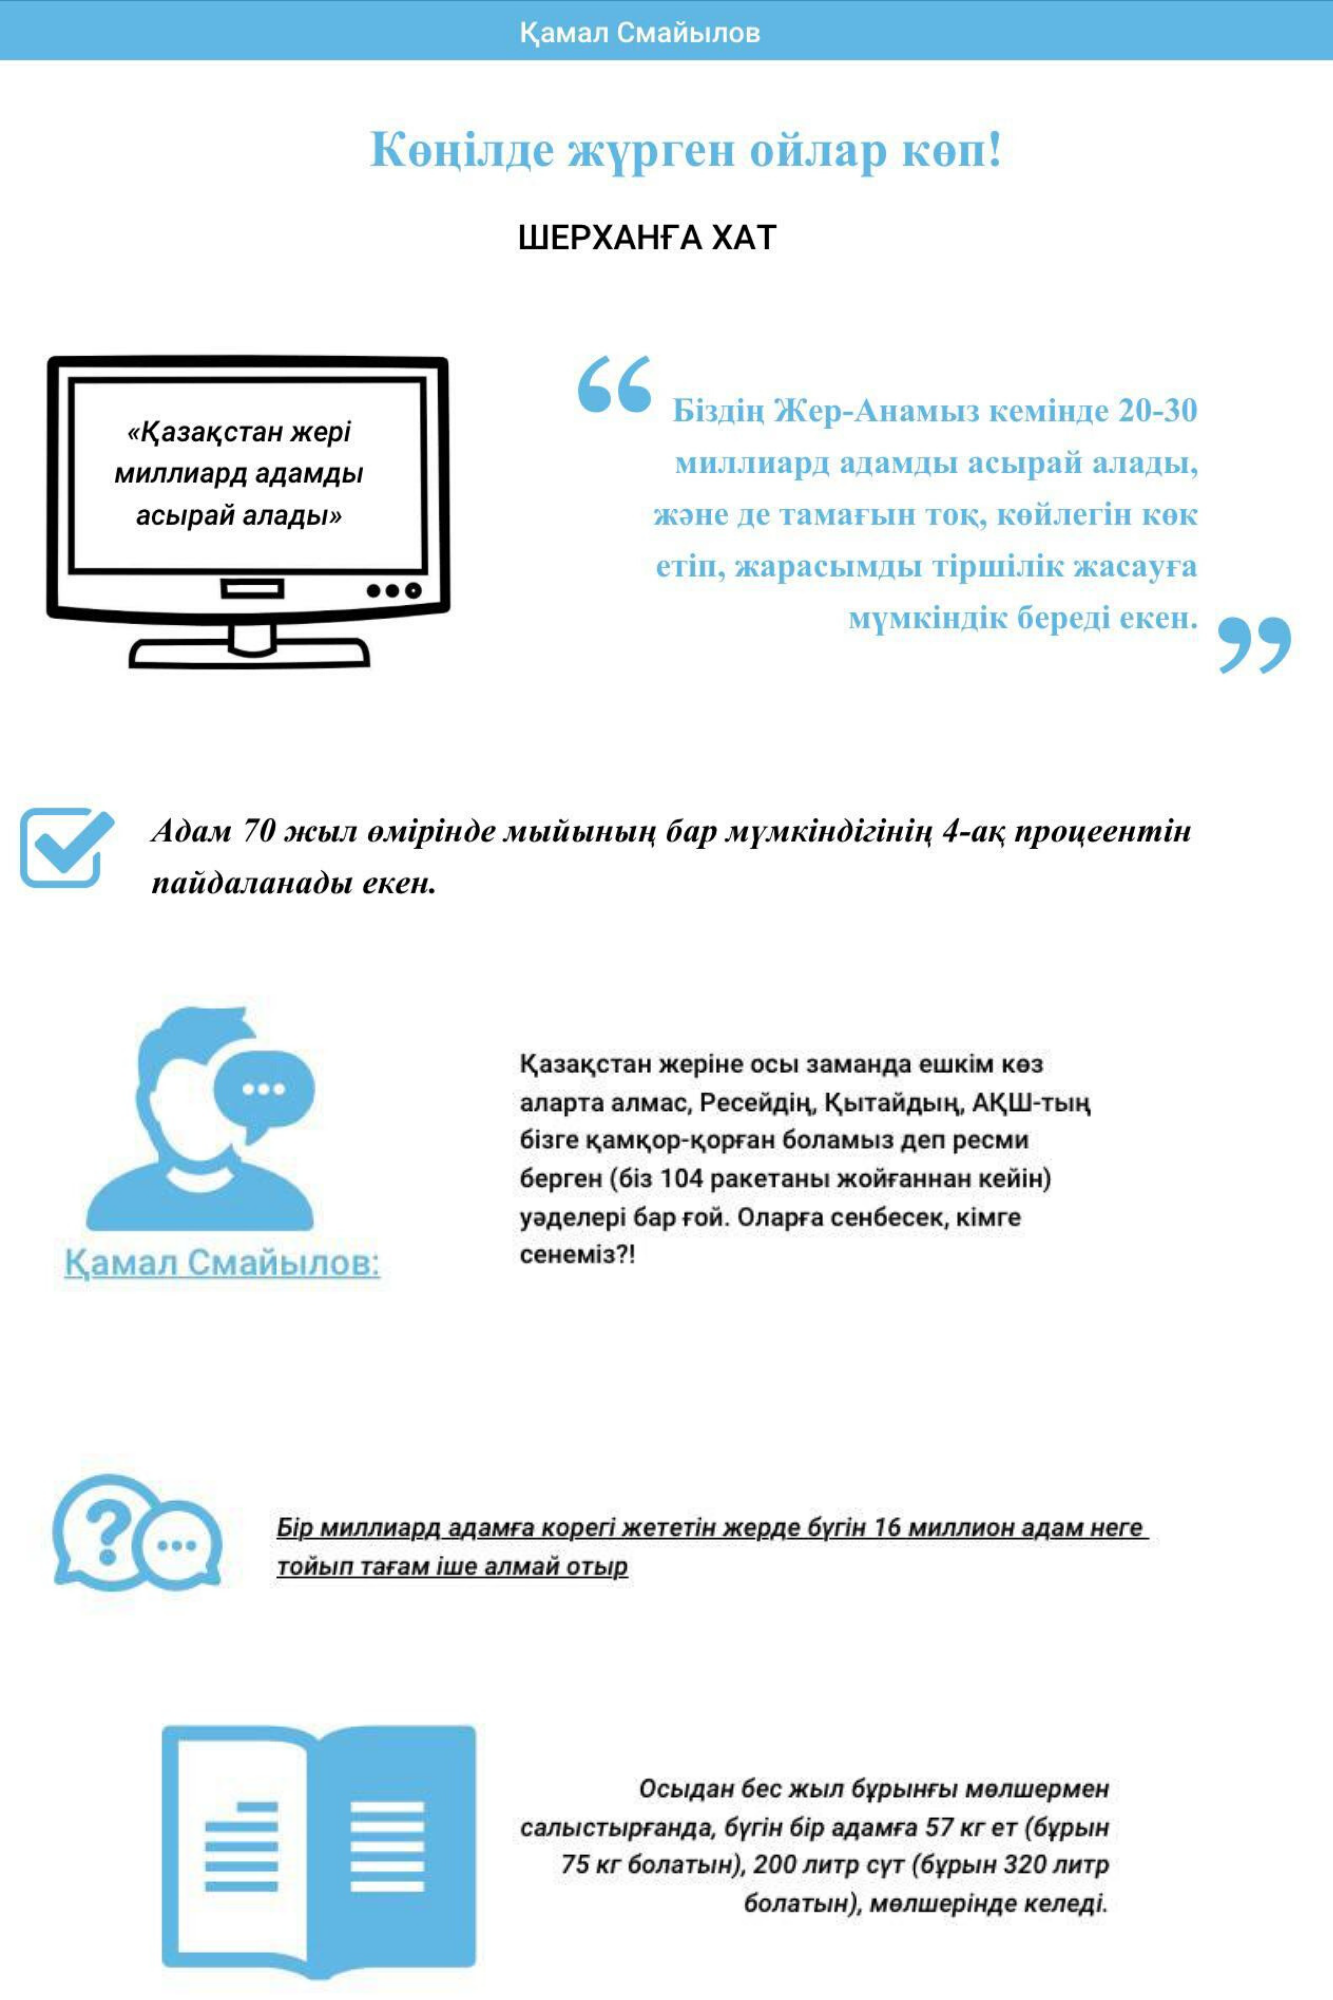 Қамал Смайылов
Көңілде жүрген ойлар көп!
ШЕРХАНҒА ХАТ
«Қазақстан жері
миллиард адамды
асырай алады»
“ Біздің Жер-Анамыз кемінде 20-30
миллиард адамды асырай алады,
және де тамағын тоқ, көйлегін көк
етіп, жарасымды тіршілік жасауға
мүмкіндік береді екен. ”
Адам 70 жыл өмірінде мыйының бар мүмкіндігінің 4-ақ процеентін
пайдаланады екен.
Қамал Смайылов:
Қазақстан жеріне осы заманда ешкім көз
аларта алмас, Ресейдің, Қытайдың, АҚШ-тың
бізге қамқор-қорған боламыз деп ресми
берген (біз 104 ракетаны жойғаннан кейін)
уәделері бар ғой. Оларға сенбесек, кімге
сенеміз?!
Бір миллиард адамға корегі жететін жерде бүгін 16 миллион адам неге
тойып тағам іше алмай отыр
Осыдан бес жыл бұрынғы мөлшермен
салыстырғанда, бүгін бір адамға 57 кг ет (бұрын
75 кг болатын), 200 литр сүт (бұрын 320 литр
болатын), мөлшерінде келеді.